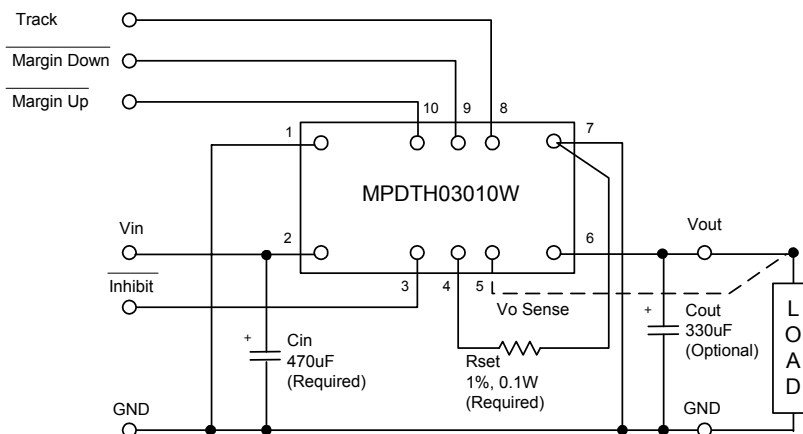 Track
Margin Down
Margin Up
10 9 8
1
7
MPDTH03010W
Vin
2
6
Vout
Inhibit
3
4
5
Vo Sense
+
Cin
470uF
(Required)
Rset
1%, 0.1W
(Required)
+
Cout
330uF
(Optional)
L
O
A
D
GND
GND